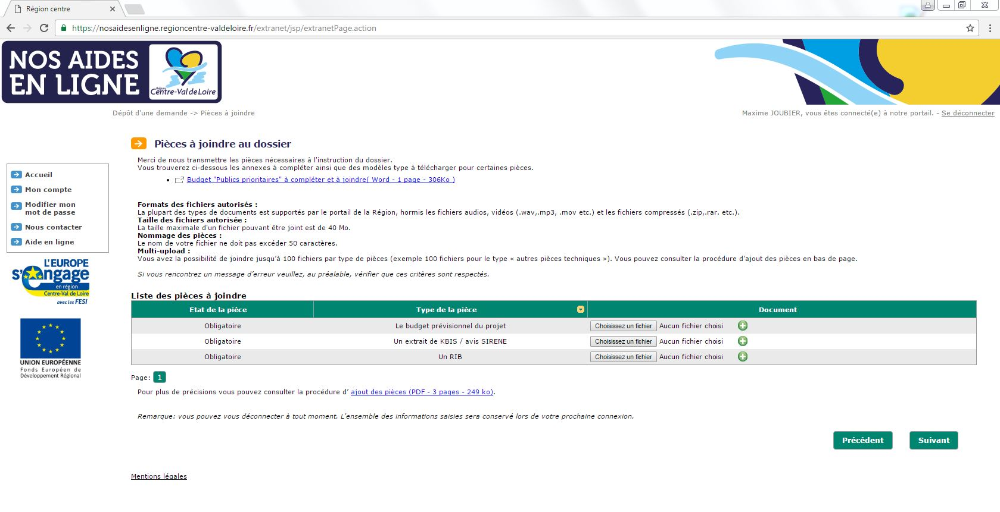 Région centre
https://nosaidesenligne.regioncentre-valdeloire.fr/extranet/jsp/extranetPage.action
NOS AIDES
EN LIGNE
Région
Centre-Val de Loire
Dépôt d'une demande -> Pièces à joindre
Maxime JOUBIER, vous êtes connecté(e) à notre portail. - Se déconnecter
Accueil
Mon compte
Modifier mon
mot de passe
Nous contacter
Aide en ligne
L'EUROPE
s'engage
en région
Centre-Val de Loire
avec les FESI
UNION EUROPÉENNE
Fonds Européen de
Développement Régional
Pièces à joindre au dossier
Merci de nous transmettre les pièces nécessaires à l'instruction du dossier.
Vous trouverez ci-dessous les annexes à compléter ainsi que des modèles type à télécharger pour certaines pièces.
• Budget "Publics prioritaires" à compléter et à joindre( Word - 1 page - 306Ko )
Formats des fichiers autorisés :
La plupart des types de documents est supportés par le portail de la Région, hormis les fichiers audios, vidéos (.wav,.mp3, .mov etc.) et les fichiers compressés (.zip,.rar. etc.).
Taille des fichiers autorisée :
La taille maximale d'un fichier pouvant être joint est de 40 Mo.
Nommage des pièces :
Le nom de votre fichier ne doit pas excéder 50 caractères.
Multi-upload :
Vous avez la possibilité de joindre jusqu’à 100 fichiers par type de pièces (exemple 100 fichiers pour le type « autres pièces techniques »). Vous pouvez consulter la procédure d’ajout des pièces en bas de page.
Si vous rencontrez un message d’erreur veuillez, au préalable, vérifier que ces critères sont respectés.
Liste des pièces à joindre
Etat de la pièce Type de la pièce Document
Obligatoire Le budget prévisionnel du projet Choisissez un fichier Aucun fichier choisi
Obligatoire Un extrait de KBIS / avis SIRENE Choisissez un fichier Aucun fichier choisi
Obligatoire Un RIB Choisissez un fichier Aucun fichier choisi
Page: 1
Pour plus de précisions vous pouvez consulter la procédure d’ ajout des pièces (PDF - 3 pages - 249 ko).
Remarque: vous pouvez vous déconnecter à tout moment. L'ensemble des informations saisies sera conservé lors de votre prochaine connexion.
Précédent Suivant
Mentions légales